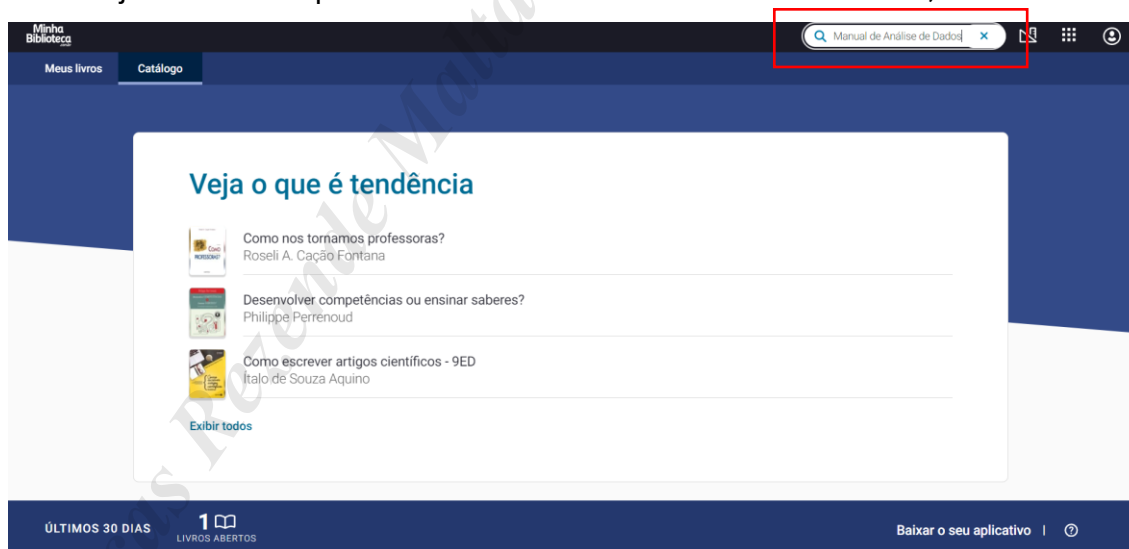 Minha
Biblioteca
Manual de Análise de Dados
Meus livros Catálogo
Veja o que é tendência
Como nos tornamos professoras?
Roseli A. Cação Fontana
Desenvolver competências ou ensinar saberes?
Philippe Perrenoud
Como escrever artigos científicos - 9ED
Ítalo de Souza Aquino
Exibir todos
ÚLTIMOS 30 DIAS 1 LIVROS ABERTOS
Baixar o seu aplicativo | ?
Rezende